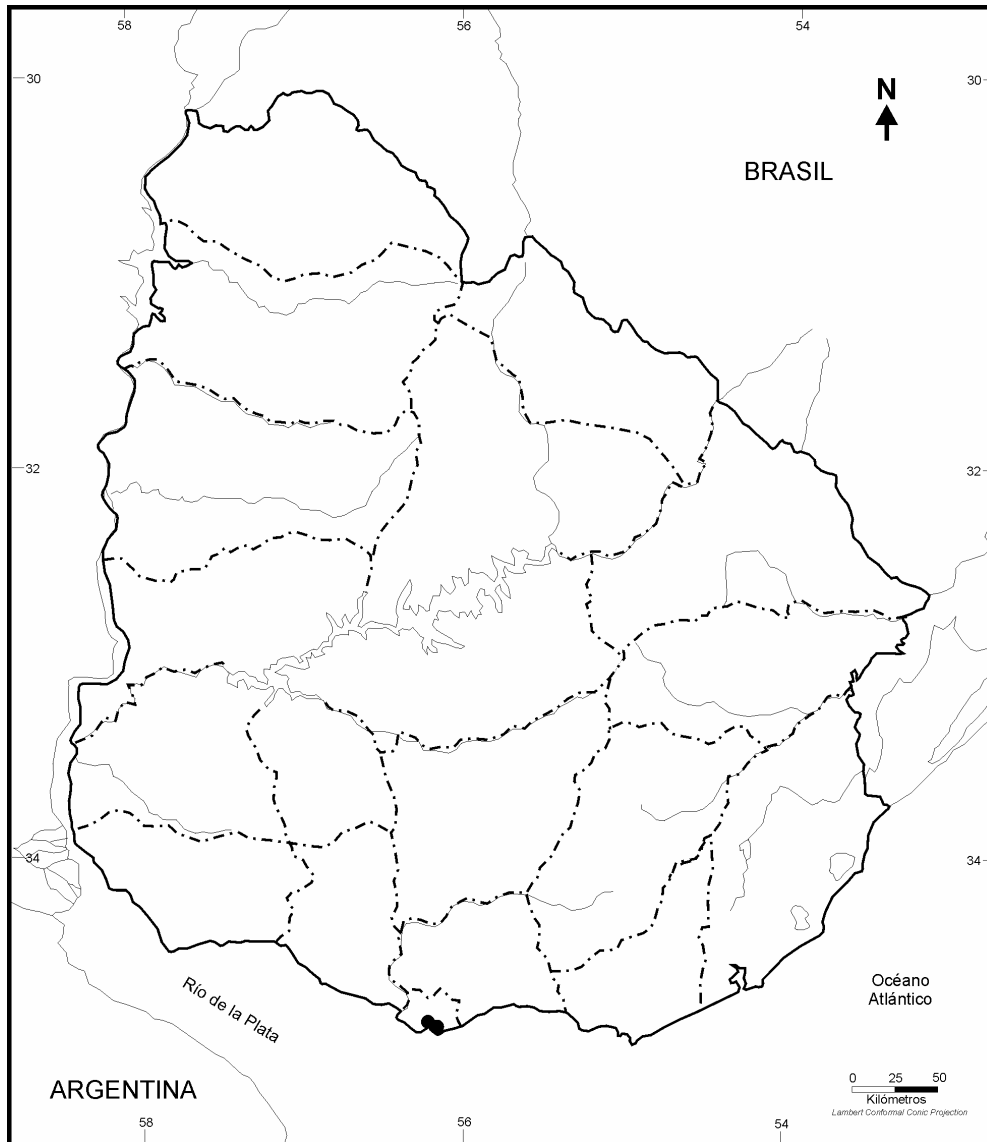 58
56
54
30
30
N
BRASIL
32
32
34
34
Río de la Plata
Océano
Atlántico
ARGENTINA
0 25 50
Kilómetros
Lambert Conformal Conic Projection
58
56
54